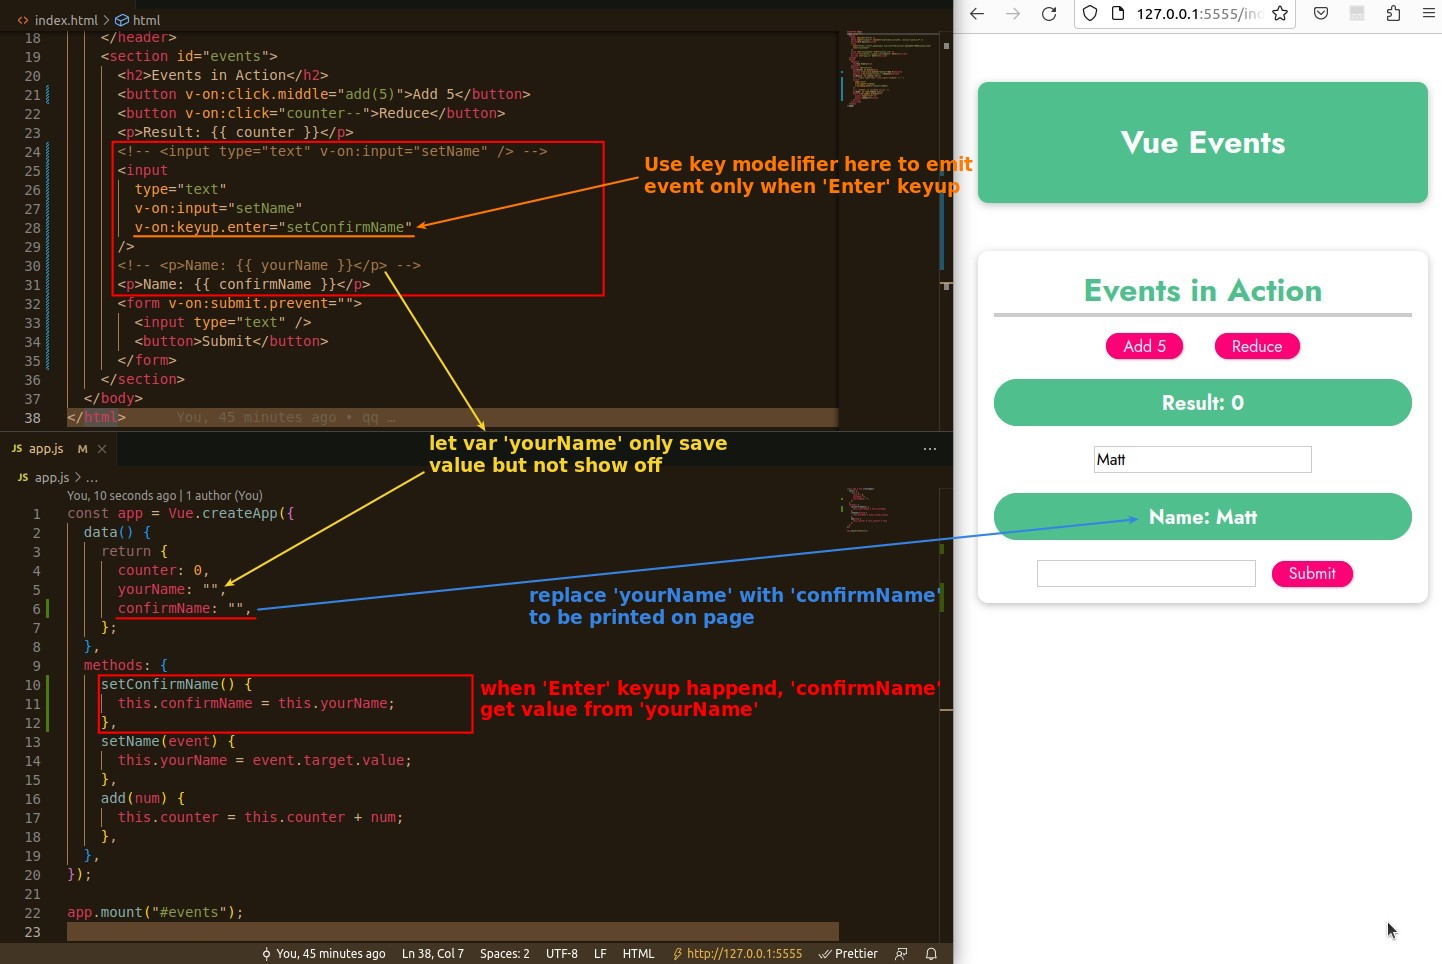 index.html > html
18 </header>
19 <section id="events">
20 <h2>Events in Action</h2>
21 <button v-on:click.middle="add(5)">Add 5</button>
22 <button v-on:click="counter--">Reduce</button>
23 <p>Result: {{ counter }}</p>
24 <!-- <input type="text" v-on:input="setName" /> -->
25 <input
26 type="text"
27 v-on:input="setName"
28 v-on:keyup.enter="setConfirmName"
29 />
30 <!-- <p>Name: {{ yourName }}</p> -->
31 <p>Name: {{ confirmName }}</p>
32 <form v-on:submit.prevent="">
33 <input type="text" />
34 <button>Submit</button>
35 </form>
36 </section>
37 </body>
38 </html> You, 45 minutes ago • qq …
Use key modelifier here to emit
event only when 'Enter' keyup
let var 'yourName' only save
value but not show off
JS app.js M ×
JS app.js > ...
You, 10 seconds ago | 1 author (You)
1 const app = Vue.createApp({
2 data() {
3 return {
4 counter: 0,
5 yourName: "",
6 confirmName: "",
7 };
8 },
9 methods: {
10 setConfirmName() {
11 this.confirmName = this.yourName;
12 },
13 setName(event) {
14 this.yourName = event.target.value;
15 },
16 add(num) {
17 this.counter = this.counter + num;
18 },
19 },
20 });
21
22 app.mount("#events");
23
replace 'yourName' with 'confirmName'
to be printed on page
when 'Enter' keyup happend, 'confirmName'
get value from 'yourName'
You, 45 minutes ago Ln 38, Col 7 Spaces: 2 UTF-8 LF HTML http://127.0.0.1:5555 Prettier
127.0.0.1:5555/ind
Vue Events
Events in Action
Add 5 Reduce
Result: 0
Matt
Name: Matt
Submit